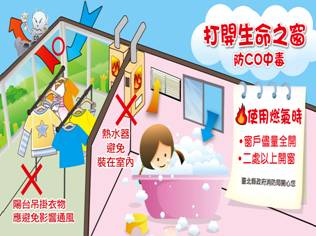 打開生命之窗
防CO中毒
使用燃氣時
•窗戶儘量全開
•二處以上開窗
臺北縣政府消防局關心您
熱水器
避免
裝在室內
陽台吊掛衣物
應避免影響通風